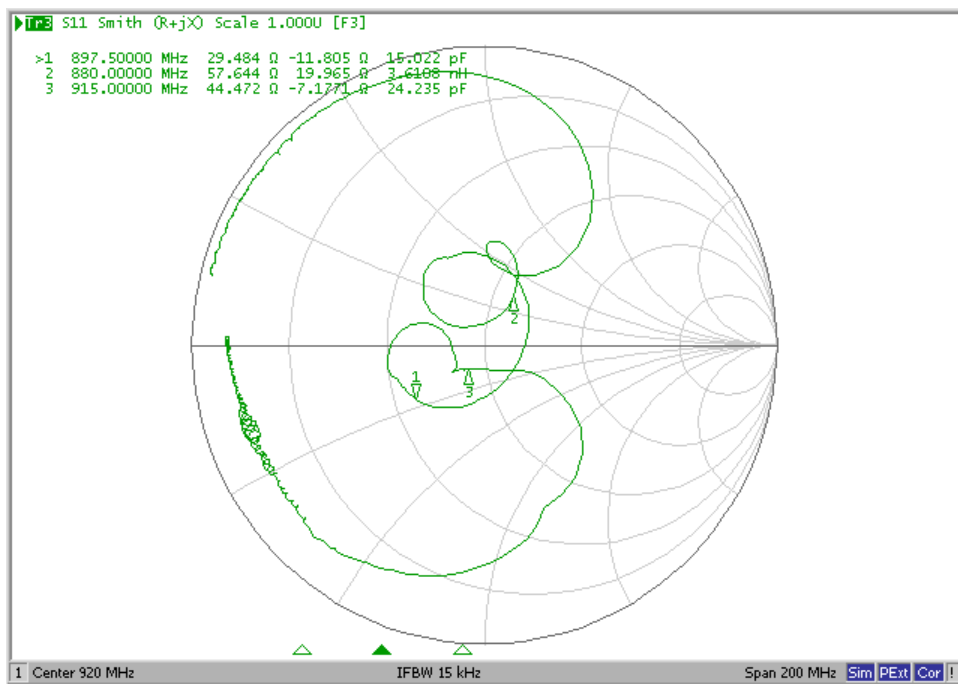 Tr3 S11 Smith (R+jX) Scale 1.000U [F3]
>1 897.50000 MHz 29.484 Ω -11.805 Ω 15.022 pF
2 880.00000 MHz 57.644 Ω 19.965 Ω 3.6108 nH
3 915.00000 MHz 44.472 Ω -7.1771 Ω 24.235 pF
2
1
3
1 Center 920 MHz IFBW 15 kHz Span 200 MHz Sim PExt Cor !